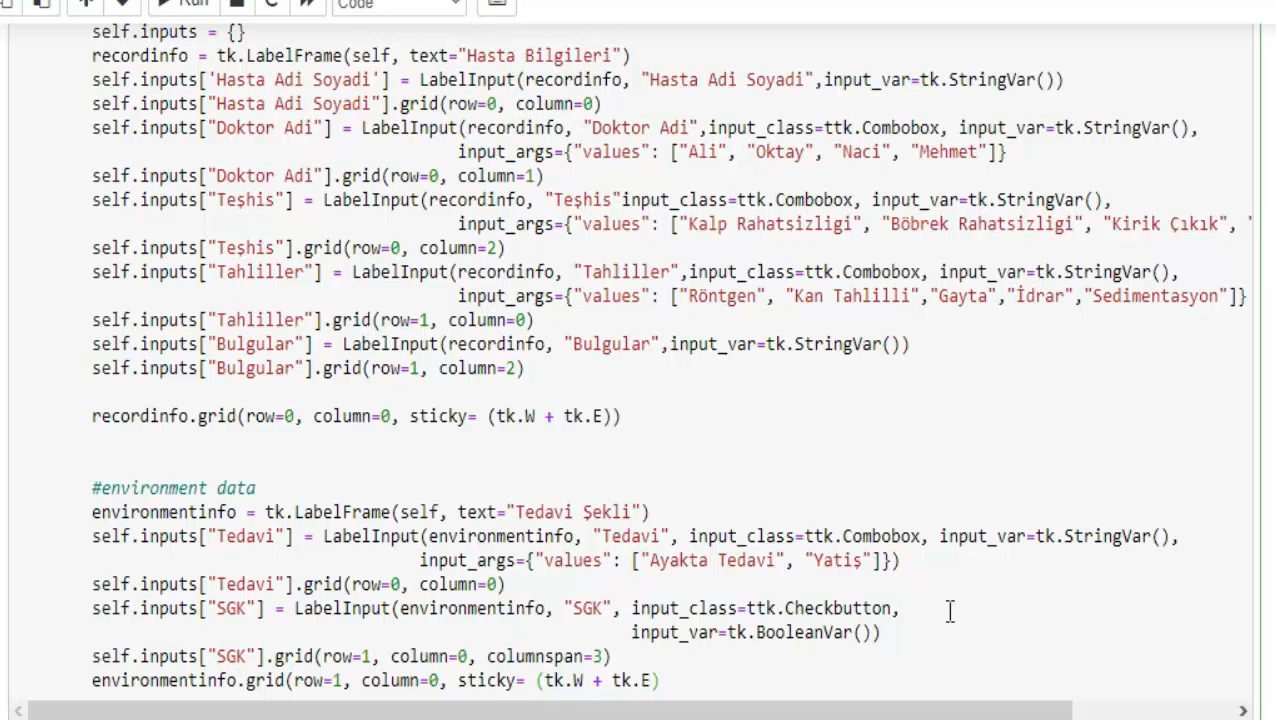 Run
Code
self.inputs = {}
recordinfo = tk.LabelFrame(self, text="Hasta Bilgileri")
self.inputs['Hasta Adi Soyadi'] = LabelInput(recordinfo, "Hasta Adi Soyadi",input_var=tk.StringVar())
self.inputs["Hasta Adi Soyadi"].grid(row=0, column=0)
self.inputs["Doktor Adi"] = LabelInput(recordinfo, "Doktor Adi",input_class=ttk.Combobox, input_var=tk.StringVar(),
input_args={"values": ["Ali", "Oktay", "Naci", "Mehmet"]}
self.inputs["Doktor Adi"].grid(row=0, column=1)
self.inputs["Teşhis"] = LabelInput(recordinfo, "Teşhis"input_class=ttk.Combobox, input_var=tk.StringVar(),
input_args={"values": ["Kalp Rahatsizligi", "Böbrek Rahatsizligi", "Kirik Çıkık", "
self.inputs["Teşhis"].grid(row=0, column=2)
self.inputs["Tahliller"] = LabelInput(recordinfo, "Tahliller",input_class=ttk.Combobox, input_var=tk.StringVar(),
input_args={"values": ["Röntgen", "Kan Tahlilli","Gayta","İdrar","Sedimentasyon"]}
self.inputs["Tahliller"].grid(row=1, column=0)
self.inputs["Bulgular"] = LabelInput(recordinfo, "Bulgular",input_var=tk.StringVar())
self.inputs["Bulgular"].grid(row=1, column=2)
recordinfo.grid(row=0, column=0, sticky= (tk.W + tk.E))
#environment data
environmentinfo = tk.LabelFrame(self, text="Tedavi Şekli")
self.inputs["Tedavi"] = LabelInput(environmentinfo, "Tedavi", input_class=ttk.Combobox, input_var=tk.StringVar(),
input_args={"values": ["Ayakta Tedavi", "Yatiş"]})
self.inputs["Tedavi"].grid(row=0, column=0)
self.inputs["SGK"] = LabelInput(environmentinfo, "SGK", input_class=ttk.Checkbutton,
input_var=tk.BooleanVar())
self.inputs["SGK"].grid(row=1, column=0, columnspan=3)
environmentinfo.grid(row=1, column=0, sticky= (tk.W + tk.E)